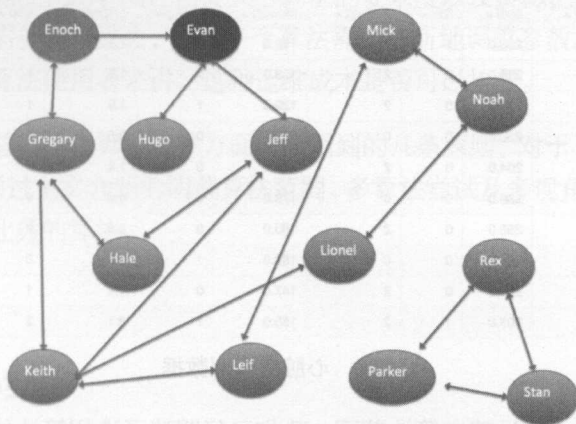 Enoch
Evan
Mick
Noah
Gregary
Hugo
Jeff
Hale
Lionel
Rex
Keith
Leif
Parker
Stan